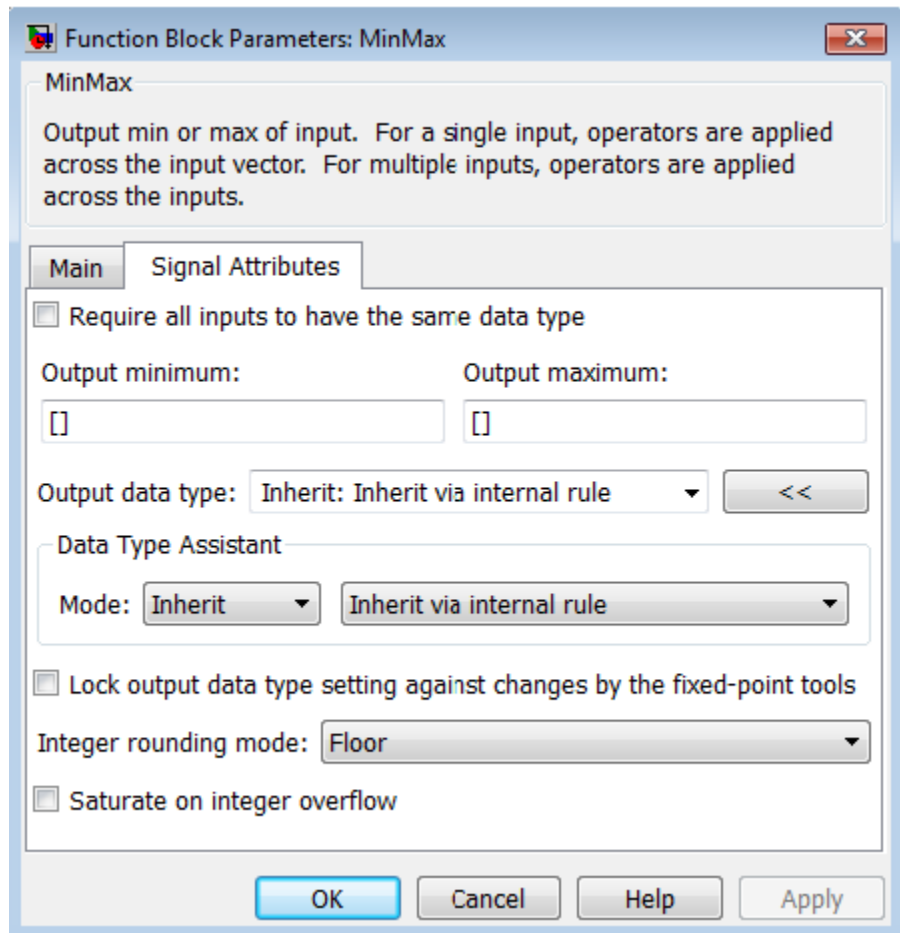 Function Block Parameters: MinMax
MinMax
Output min or max of input. For a single input, operators are applied
across the input vector. For multiple inputs, operators are applied
across the inputs.
Main Signal Attributes
Require all inputs to have the same data type
Output minimum: Output maximum:
[] []
Output data type: Inherit: Inherit via internal rule <<
Data Type Assistant
Mode: Inherit Inherit via internal rule
Lock output data type setting against changes by the fixed-point tools
Integer rounding mode: Floor
Saturate on integer overflow
OK Cancel Help Apply